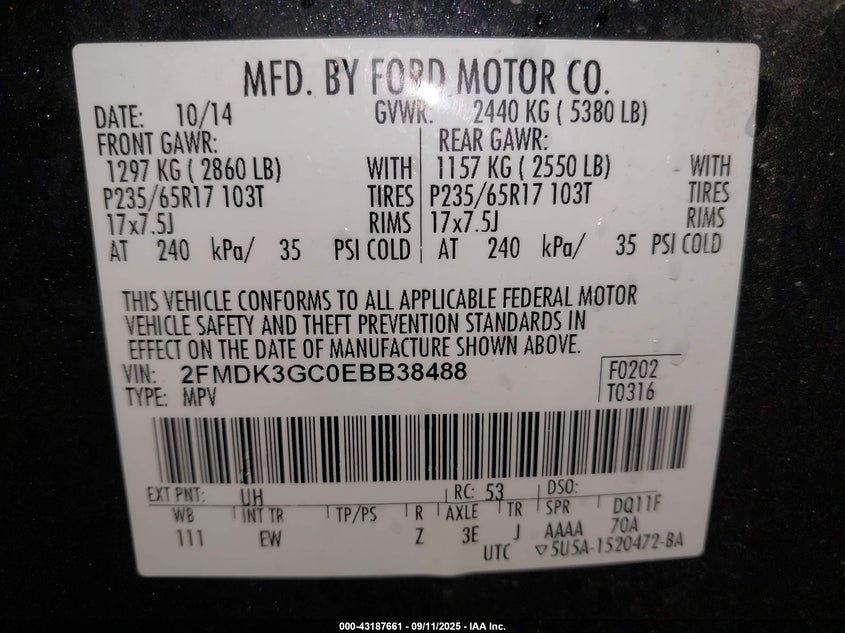 MFD. BY FORD MOTOR CO.
DATE: 10/14 GVWR: 2440 KG ( 5380 LB)
FRONT GAWR: REAR GAWR:
1297 KG ( 2860 LB) WITH 1157 KG ( 2550 LB) WITH
P235/65R17 103T TIRES P235/65R17 103T TIRES
17x7.5J RIMS 17x7.5J RIMS
AT 240 kPa/ 35 PSI COLD AT 240 kPa/ 35 PSI COLD
THIS VEHICLE CONFORMS TO ALL APPLICABLE FEDERAL MOTOR
VEHICLE SAFETY AND THEFT PREVENTION STANDARDS IN
EFFECT ON THE DATE OF MANUFACTURE SHOWN ABOVE.
VIN: 2FMDK3GC0EBB38488 F0202
TYPE: MPV T0316
EXT PNT: UH RC: 53 DSO:
WB INT TR TP/PS R AXLE TR SPR DQ11F
111 EW Z 3E J AAAA 70A
UTC ▽5U5A-1520472-BA
000-43187661 - 09/11/2025 - IAA Inc.